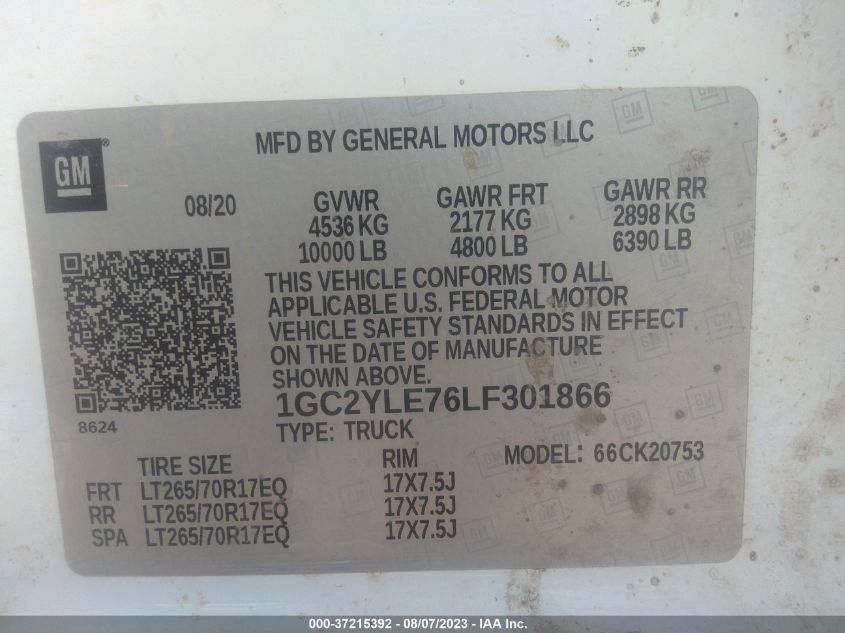 GM®
MFD BY GENERAL MOTORS LLC
08/20 GVWR GAWR FRT GAWR RR
4536 KG 2177 KG 2898 KG
10000 LB 4800 LB 6390 LB
THIS VEHICLE CONFORMS TO ALL
APPLICABLE U.S. FEDERAL MOTOR
VEHICLE SAFETY STANDARDS IN EFFECT
ON THE DATE OF MANUFACTURE
SHOWN ABOVE.
1GC2YLE76LF301866
8624
TYPE: TRUCK MODEL: 66CK20753
TIRE SIZE RIM
FRT LT265/70R17EQ 17X7.5J
RR LT265/70R17EQ 17X7.5J
SPA LT265/70R17EQ 17X7.5J
000-37215392 - 08/07/2023 - IAA Inc.